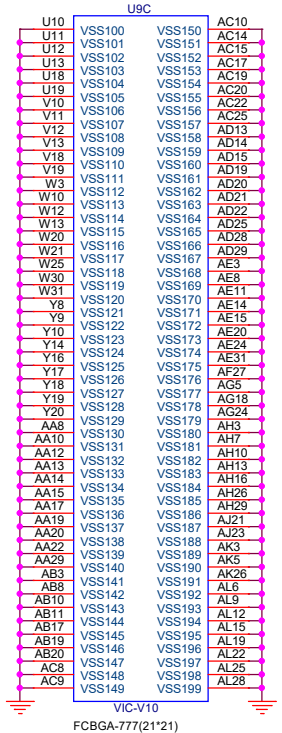 U9C
U10 VSS100 VSS150 AC10
U11 VSS101 VSS151 AC14
U12 VSS102 VSS152 AC15
U13 VSS103 VSS153 AC17
U18 VSS104 VSS154 AC19
U19 VSS105 VSS155 AC20
V10 VSS106 VSS156 AC22
V11 VSS107 VSS157 AC25
V12 VSS108 VSS158 AD13
V13 VSS109 VSS159 AD14
V18 VSS110 VSS160 AD15
V19 VSS111 VSS161 AD19
W3 VSS112 VSS162 AD20
W10 VSS113 VSS163 AD21
W12 VSS114 VSS164 AD22
W13 VSS115 VSS165 AD25
W20 VSS116 VSS166 AD28
W21 VSS117 VSS167 AD29
W25 VSS118 VSS168 AE3
W30 VSS119 VSS169 AE8
W31 VSS120 VSS170 AE11
Y8 VSS121 VSS171 AE14
Y9 VSS122 VSS172 AE15
Y10 VSS123 VSS173 AE20
Y14 VSS124 VSS174 AE24
Y16 VSS125 VSS175 AE31
Y17 VSS126 VSS176 AF27
Y18 VSS127 VSS177 AG5
Y19 VSS128 VSS178 AG18
Y20 VSS129 VSS179 AG24
AA8 VSS130 VSS180 AH3
AA10 VSS131 VSS181 AH7
AA12 VSS132 VSS182 AH10
AA13 VSS133 VSS183 AH13
AA14 VSS134 VSS184 AH16
AA15 VSS135 VSS185 AH26
AA17 VSS136 VSS186 AH29
AA19 VSS137 VSS187 AJ21
AA20 VSS138 VSS188 AJ23
AA22 VSS139 VSS189 AK3
AA29 VSS140 VSS190 AK5
AB3 VSS141 VSS191 AK26
AB8 VSS142 VSS192 AL6
AB10 VSS143 VSS193 AL9
AB11 VSS144 VSS194 AL12
AB17 VSS145 VSS195 AL15
AB19 VSS146 VSS196 AL19
AB20 VSS147 VSS197 AL22
AC8 VSS148 VSS198 AL25
AC9 VSS149 VSS199 AL28
VIC-V10
FCBGA-777(21*21)